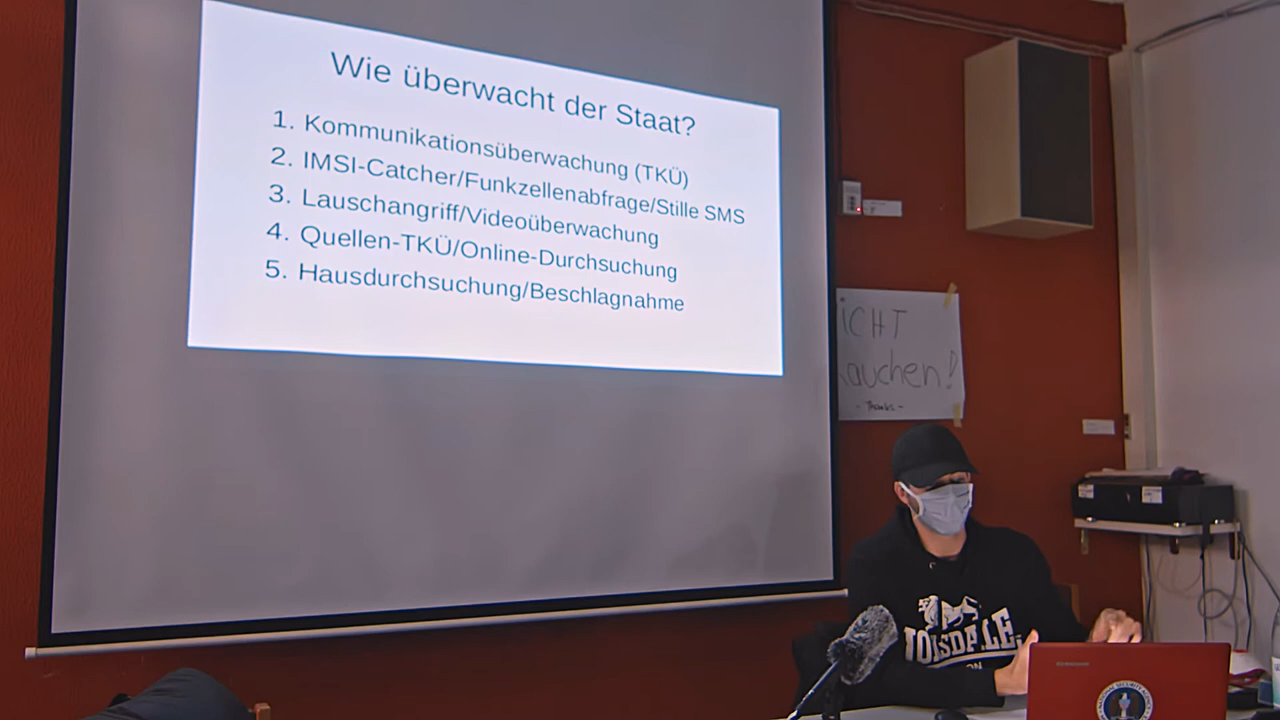 Wie überwacht der Staat?
1. Kommunikationsüberwachung (TKÜ)
2. IMSI-Catcher/Funkzellenabfrage/Stille SMS
3. Lauschangriff/Videoüberwachung
4. Quellen-TKÜ/Online-Durchsuchung
5. Hausdurchsuchung/Beschlagnahme
iCHT
auchen!
- Thanks -
LONSDALE